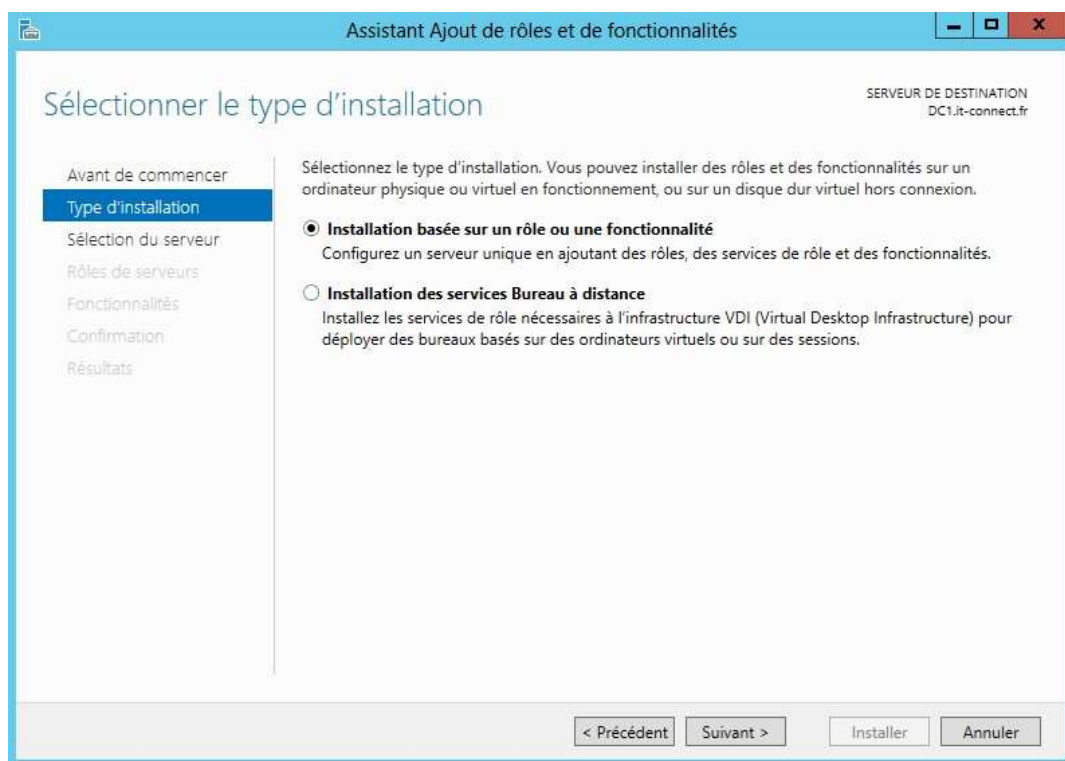 Assistant Ajout de rôles et de fonctionnalités
Sélectionner le type d'installation
SERVEUR DE DESTINATION
DC1.it-connect.fr
Avant de commencer
Type d'installation
Sélection du serveur
Rôles de serveurs
Fonctionnalités
Confirmation
Résultats
Sélectionnez le type d'installation. Vous pouvez installer des rôles et des fonctionnalités sur un
ordinateur physique ou virtuel en fonctionnement, ou sur un disque dur virtuel hors connexion.
Installation basée sur un rôle ou une fonctionnalité
Configurez un serveur unique en ajoutant des rôles, des services de rôle et des fonctionnalités.
Installation des services Bureau à distance
Installez les services de rôle nécessaires à l'infrastructure VDI (Virtual Desktop Infrastructure) pour
déployer des bureaux basés sur des ordinateurs virtuels ou sur des sessions.
< Précédent Suivant > Installer Annuler